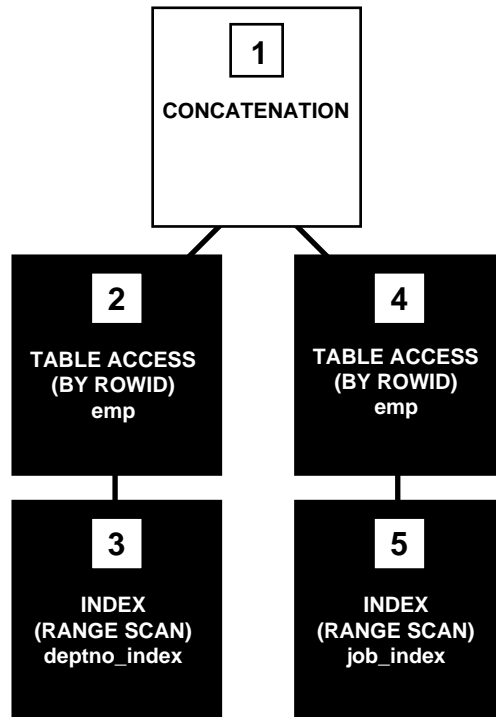 1
CONCATENATION
2
TABLE ACCESS
(BY ROWID)
emp
4
TABLE ACCESS
(BY ROWID)
emp
3
INDEX
(RANGE SCAN)
deptno_index
5
INDEX
(RANGE SCAN)
job_index